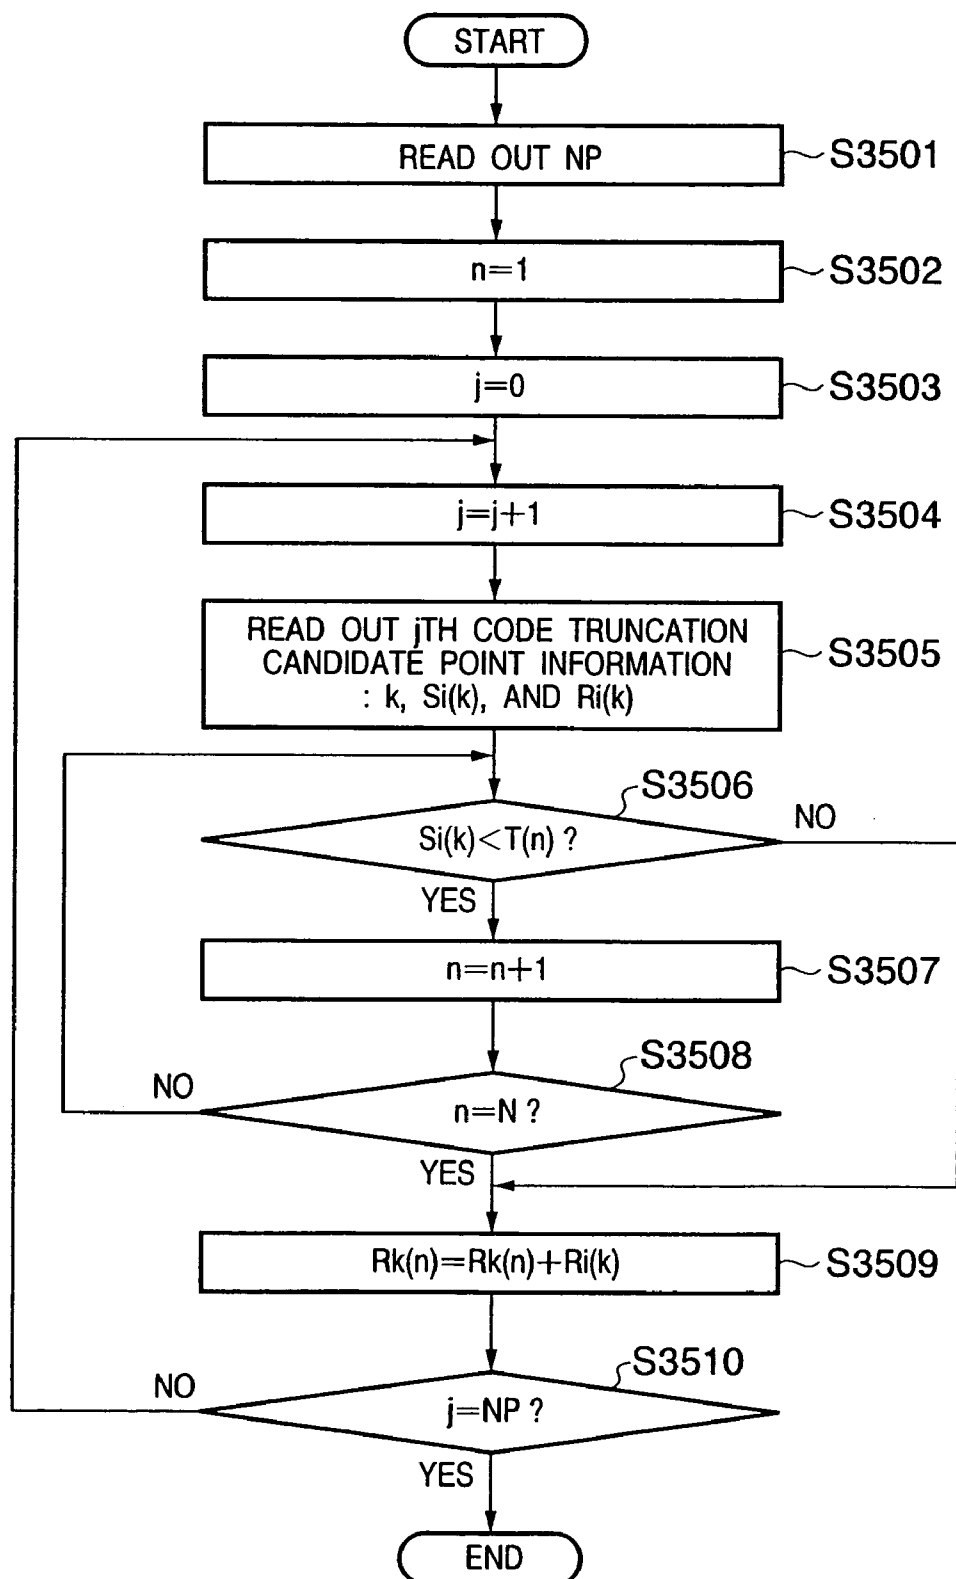 START
READ OUT NP
S3501
n=1
S3502
j=0
S3503
j=j+1
S3504
READ OUT jTH CODE TRUNCATION
CANDIDATE POINT INFORMATION
: k, Si(k), AND Ri(k)
S3505
S3506
Si(k)<T(n) ?
NO
YES
n=n+1
S3507
S3508
n=N ?
NO
YES
Rk(n)=Rk(n)+Ri(k)
S3509
S3510
j=NP ?
NO
YES
END